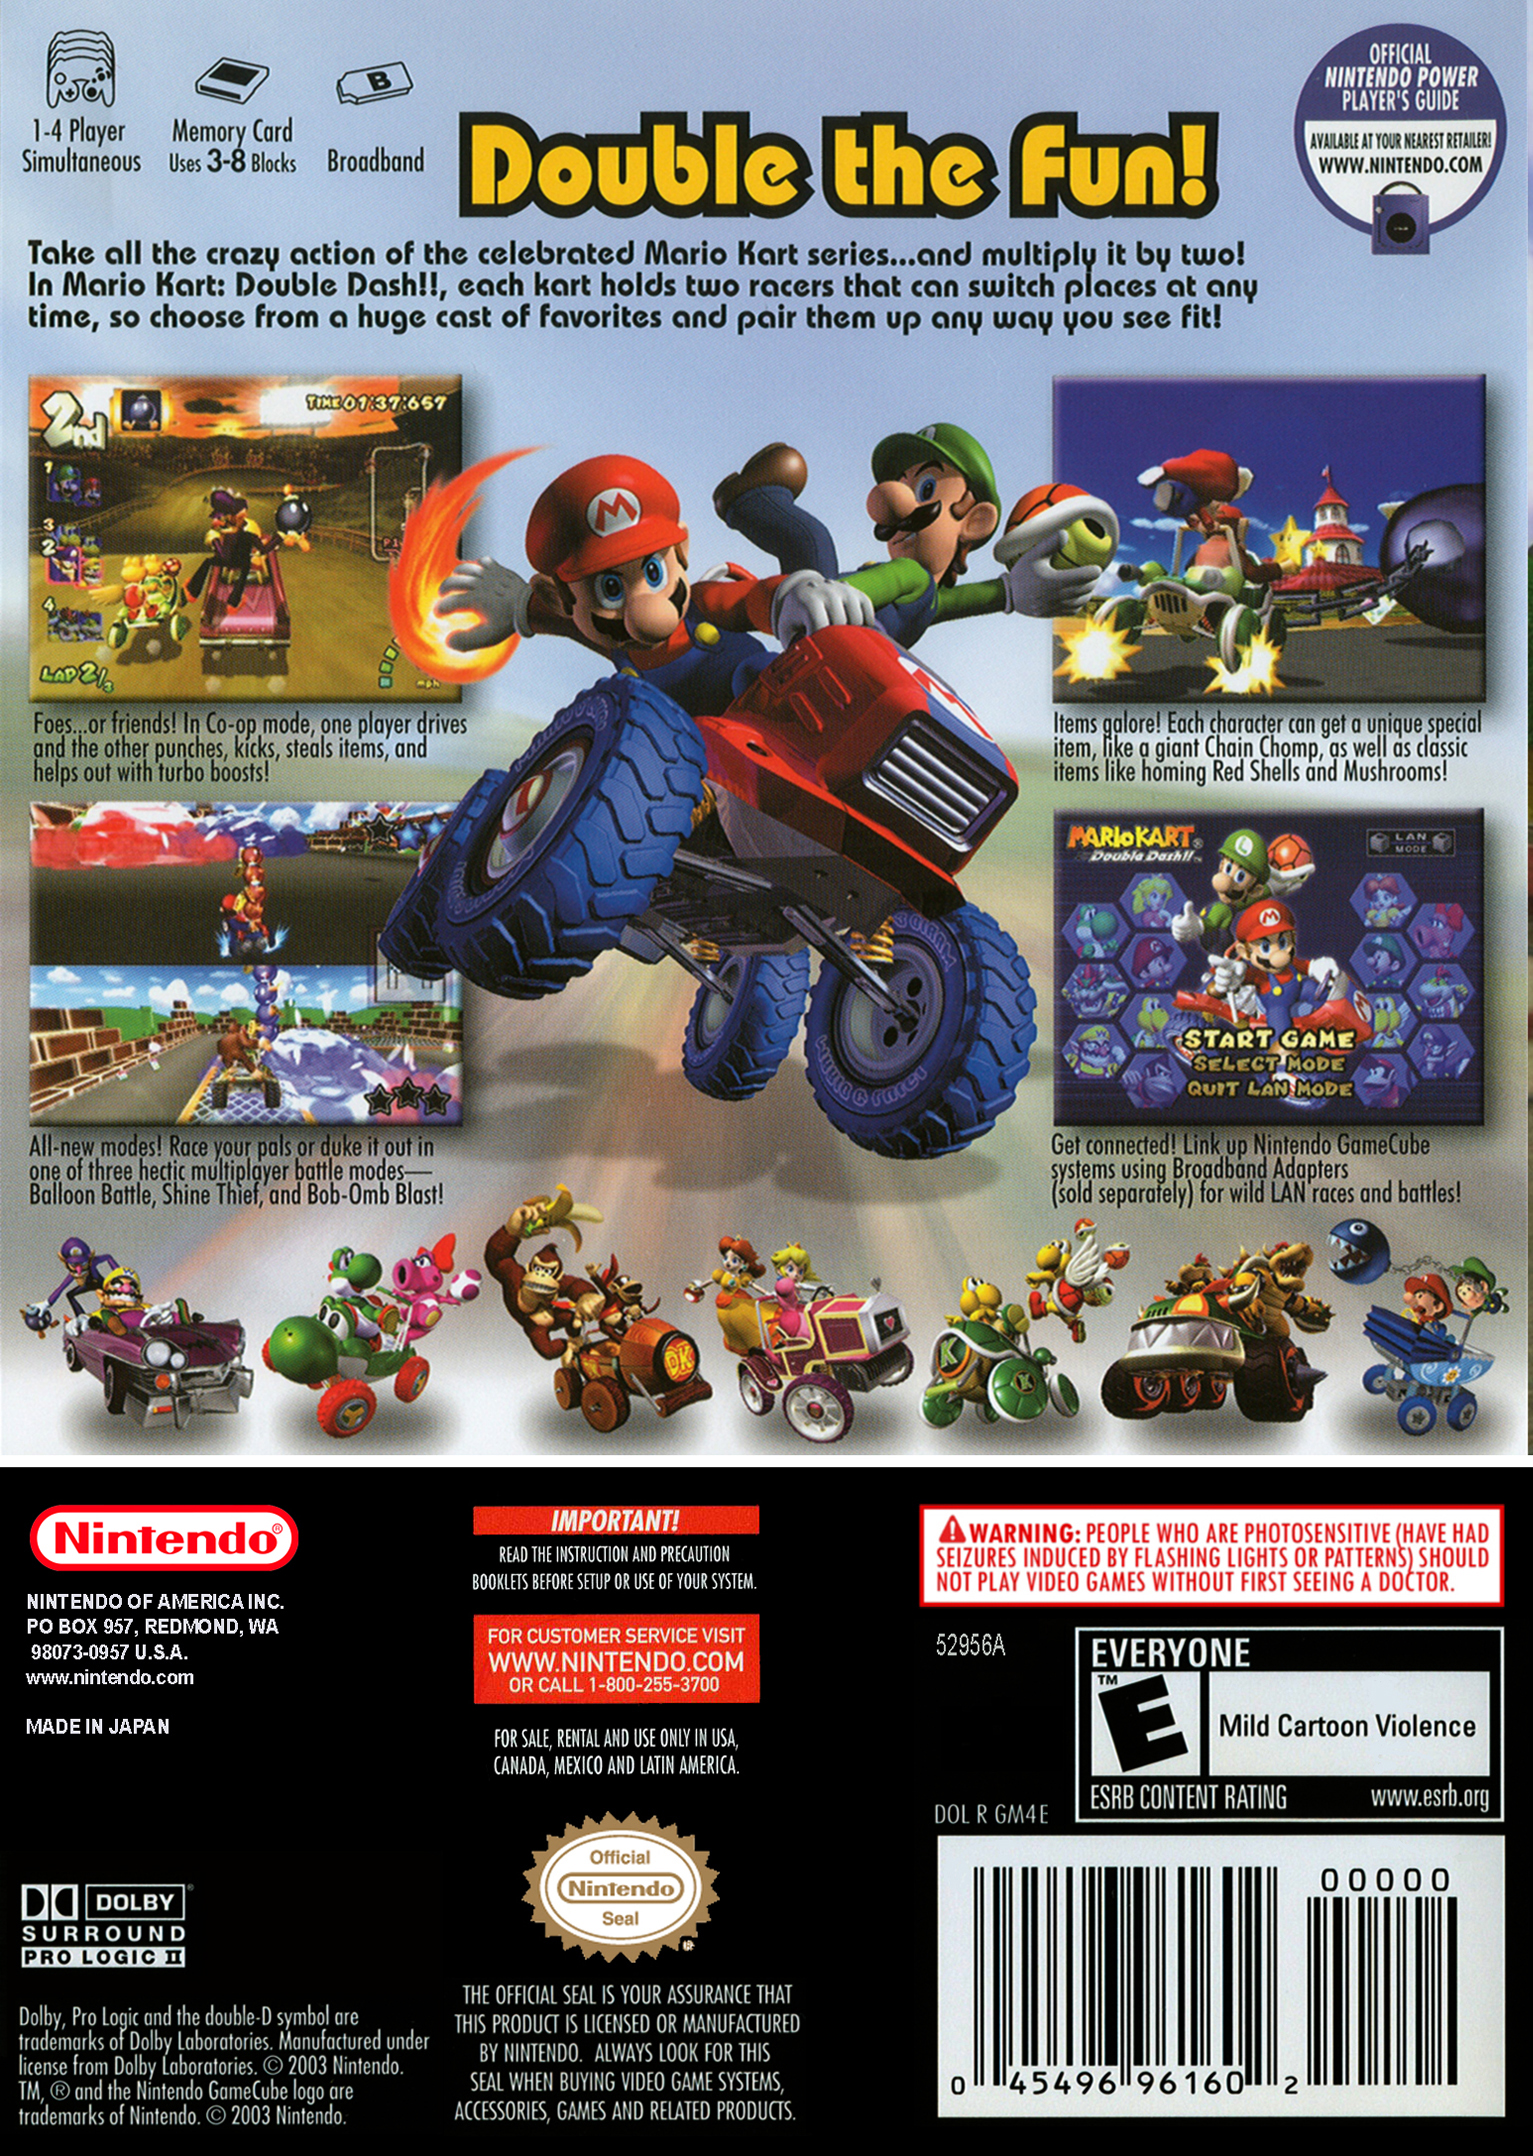 1-4 Player
Simultaneous
Memory Card
Uses 3-8 Blocks
B
Broadband
Double the Fun!
OFFICIAL
NINTENDO POWER
PLAYER'S GUIDE
AVAILABLE AT YOUR NEAREST RETAILER!
WWW.NINTENDO.COM
Take all the crazy action of the celebrated Mario Kart series...and multiply it by two!
In Mario Kart: Double Dash!!, each kart holds two racers that can switch places at any
time, so choose from a huge cast of favorites and pair them up any way you see fit!
2nd
TIME 01:37:657
1
3
2
4
P1
LAP 2/3
mph
Foes...or friends! In Co-op mode, one player drives
and the other punches, kicks, steals items, and
helps out with turbo boosts!
M
L
M
Items galore! Each character can get a unique special
item, like a giant Chain Chomp, as well as classic
items like homing Red Shells and Mushrooms!
All-new modes! Race your pals or duke it out in
one of three hectic multiplayer battle modes—
Balloon Battle, Shine Thief, and Bob-Omb Blast!
MARIO KART®
Double Dash!!™
LAN
MODE
L
M
START GAME
SELECT MODE
QUIT LAN MODE
Get connected! Link up Nintendo GameCube
systems using Broadband Adapters
(sold separately) for wild LAN races and battles!
DK
K
K
Nintendo®
NINTENDO OF AMERICA INC.
PO BOX 957, REDMOND, WA
98073-0957 U.S.A.
www.nintendo.com
MADE IN JAPAN
DOLBY®
SURROUND
PRO LOGIC II
Dolby, Pro Logic and the double-D symbol are
trademarks of Dolby Laboratories. Manufactured under
license from Dolby Laboratories. © 2003 Nintendo.
TM, ® and the Nintendo GameCube logo are
trademarks of Nintendo. © 2003 Nintendo.
IMPORTANT!
READ THE INSTRUCTION AND PRECAUTION
BOOKLETS BEFORE SETUP OR USE OF YOUR SYSTEM.
FOR CUSTOMER SERVICE VISIT
WWW.NINTENDO.COM
OR CALL 1-800-255-3700
FOR SALE, RENTAL AND USE ONLY IN USA,
CANADA, MEXICO AND LATIN AMERICA.
Official
Nintendo
Seal
®
THE OFFICIAL SEAL IS YOUR ASSURANCE THAT
THIS PRODUCT IS LICENSED OR MANUFACTURED
BY NINTENDO. ALWAYS LOOK FOR THIS
SEAL WHEN BUYING VIDEO GAME SYSTEMS,
ACCESSORIES, GAMES AND RELATED PRODUCTS.
WARNING: PEOPLE WHO ARE PHOTOSENSITIVE (HAVE HAD
SEIZURES INDUCED BY FLASHING LIGHTS OR PATTERNS) SHOULD
NOT PLAY VIDEO GAMES WITHOUT FIRST SEEING A DOCTOR.
52956A
EVERYONE
™
E
Mild Cartoon Violence
ESRB CONTENT RATING www.esrb.org
DOL R GM4E
00000
0 45496 96160 2